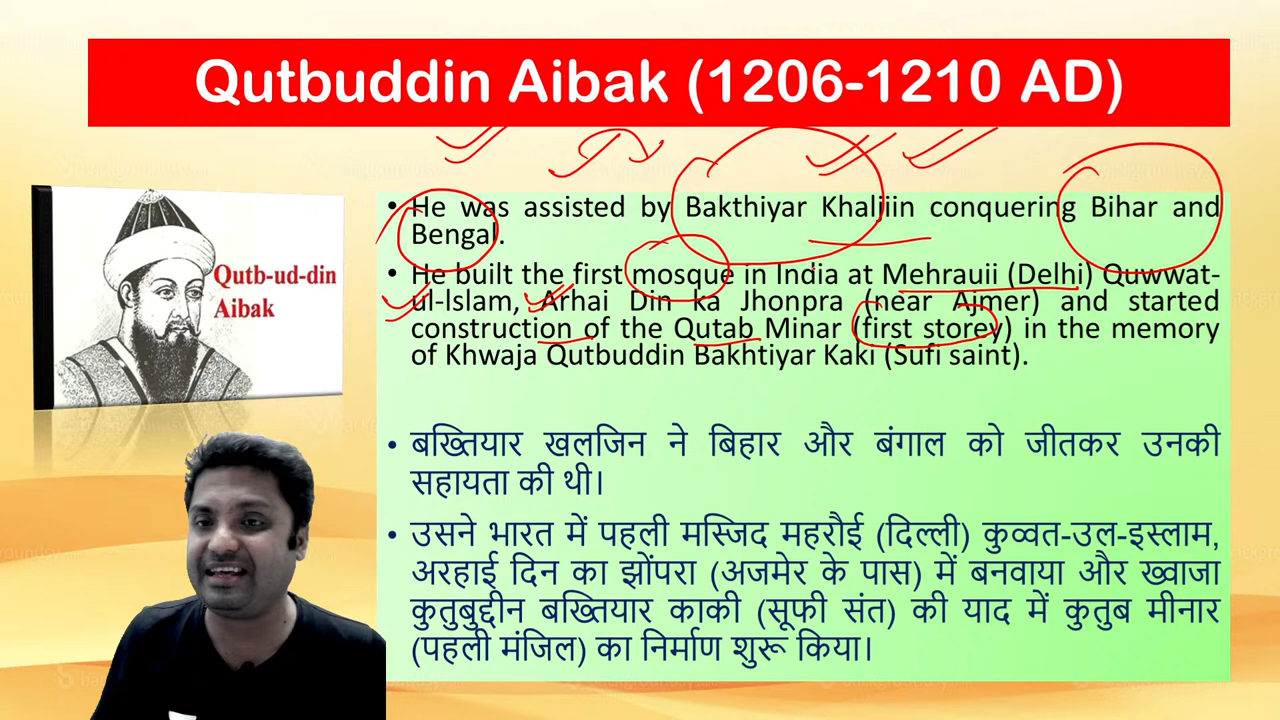 Qutbuddin Aibak (1206-1210 AD)
Qutb-ud-din
Aibak
• He was assisted by Bakthiyar Khaljiin conquering Bihar and
Bengal.
• He built the first mosque in India at Mehrauii (Delhi) Quwwat-
ul-Islam, Arhai Din ka Jhonpra (near Ajmer) and started
construction of the Qutab Minar (first storey) in the memory
of Khwaja Qutbuddin Bakhtiyar Kaki (Sufi saint).
• बख्तियार खलजिन ने बिहार और बंगाल को जीतकर उनकी
सहायता की थी।
• उसने भारत में पहली मस्जिद महरौई (दिल्ली) कुव्वत-उल-इस्लाम,
अरहाई दिन का झोंपरा (अजमेर के पास) में बनवाया और ख्वाजा
कुतुबुद्दीन बख्तियार काकी (सूफी संत) की याद में कुतुब मीनार
(पहली मंजिल) का निर्माण शुरू किया।